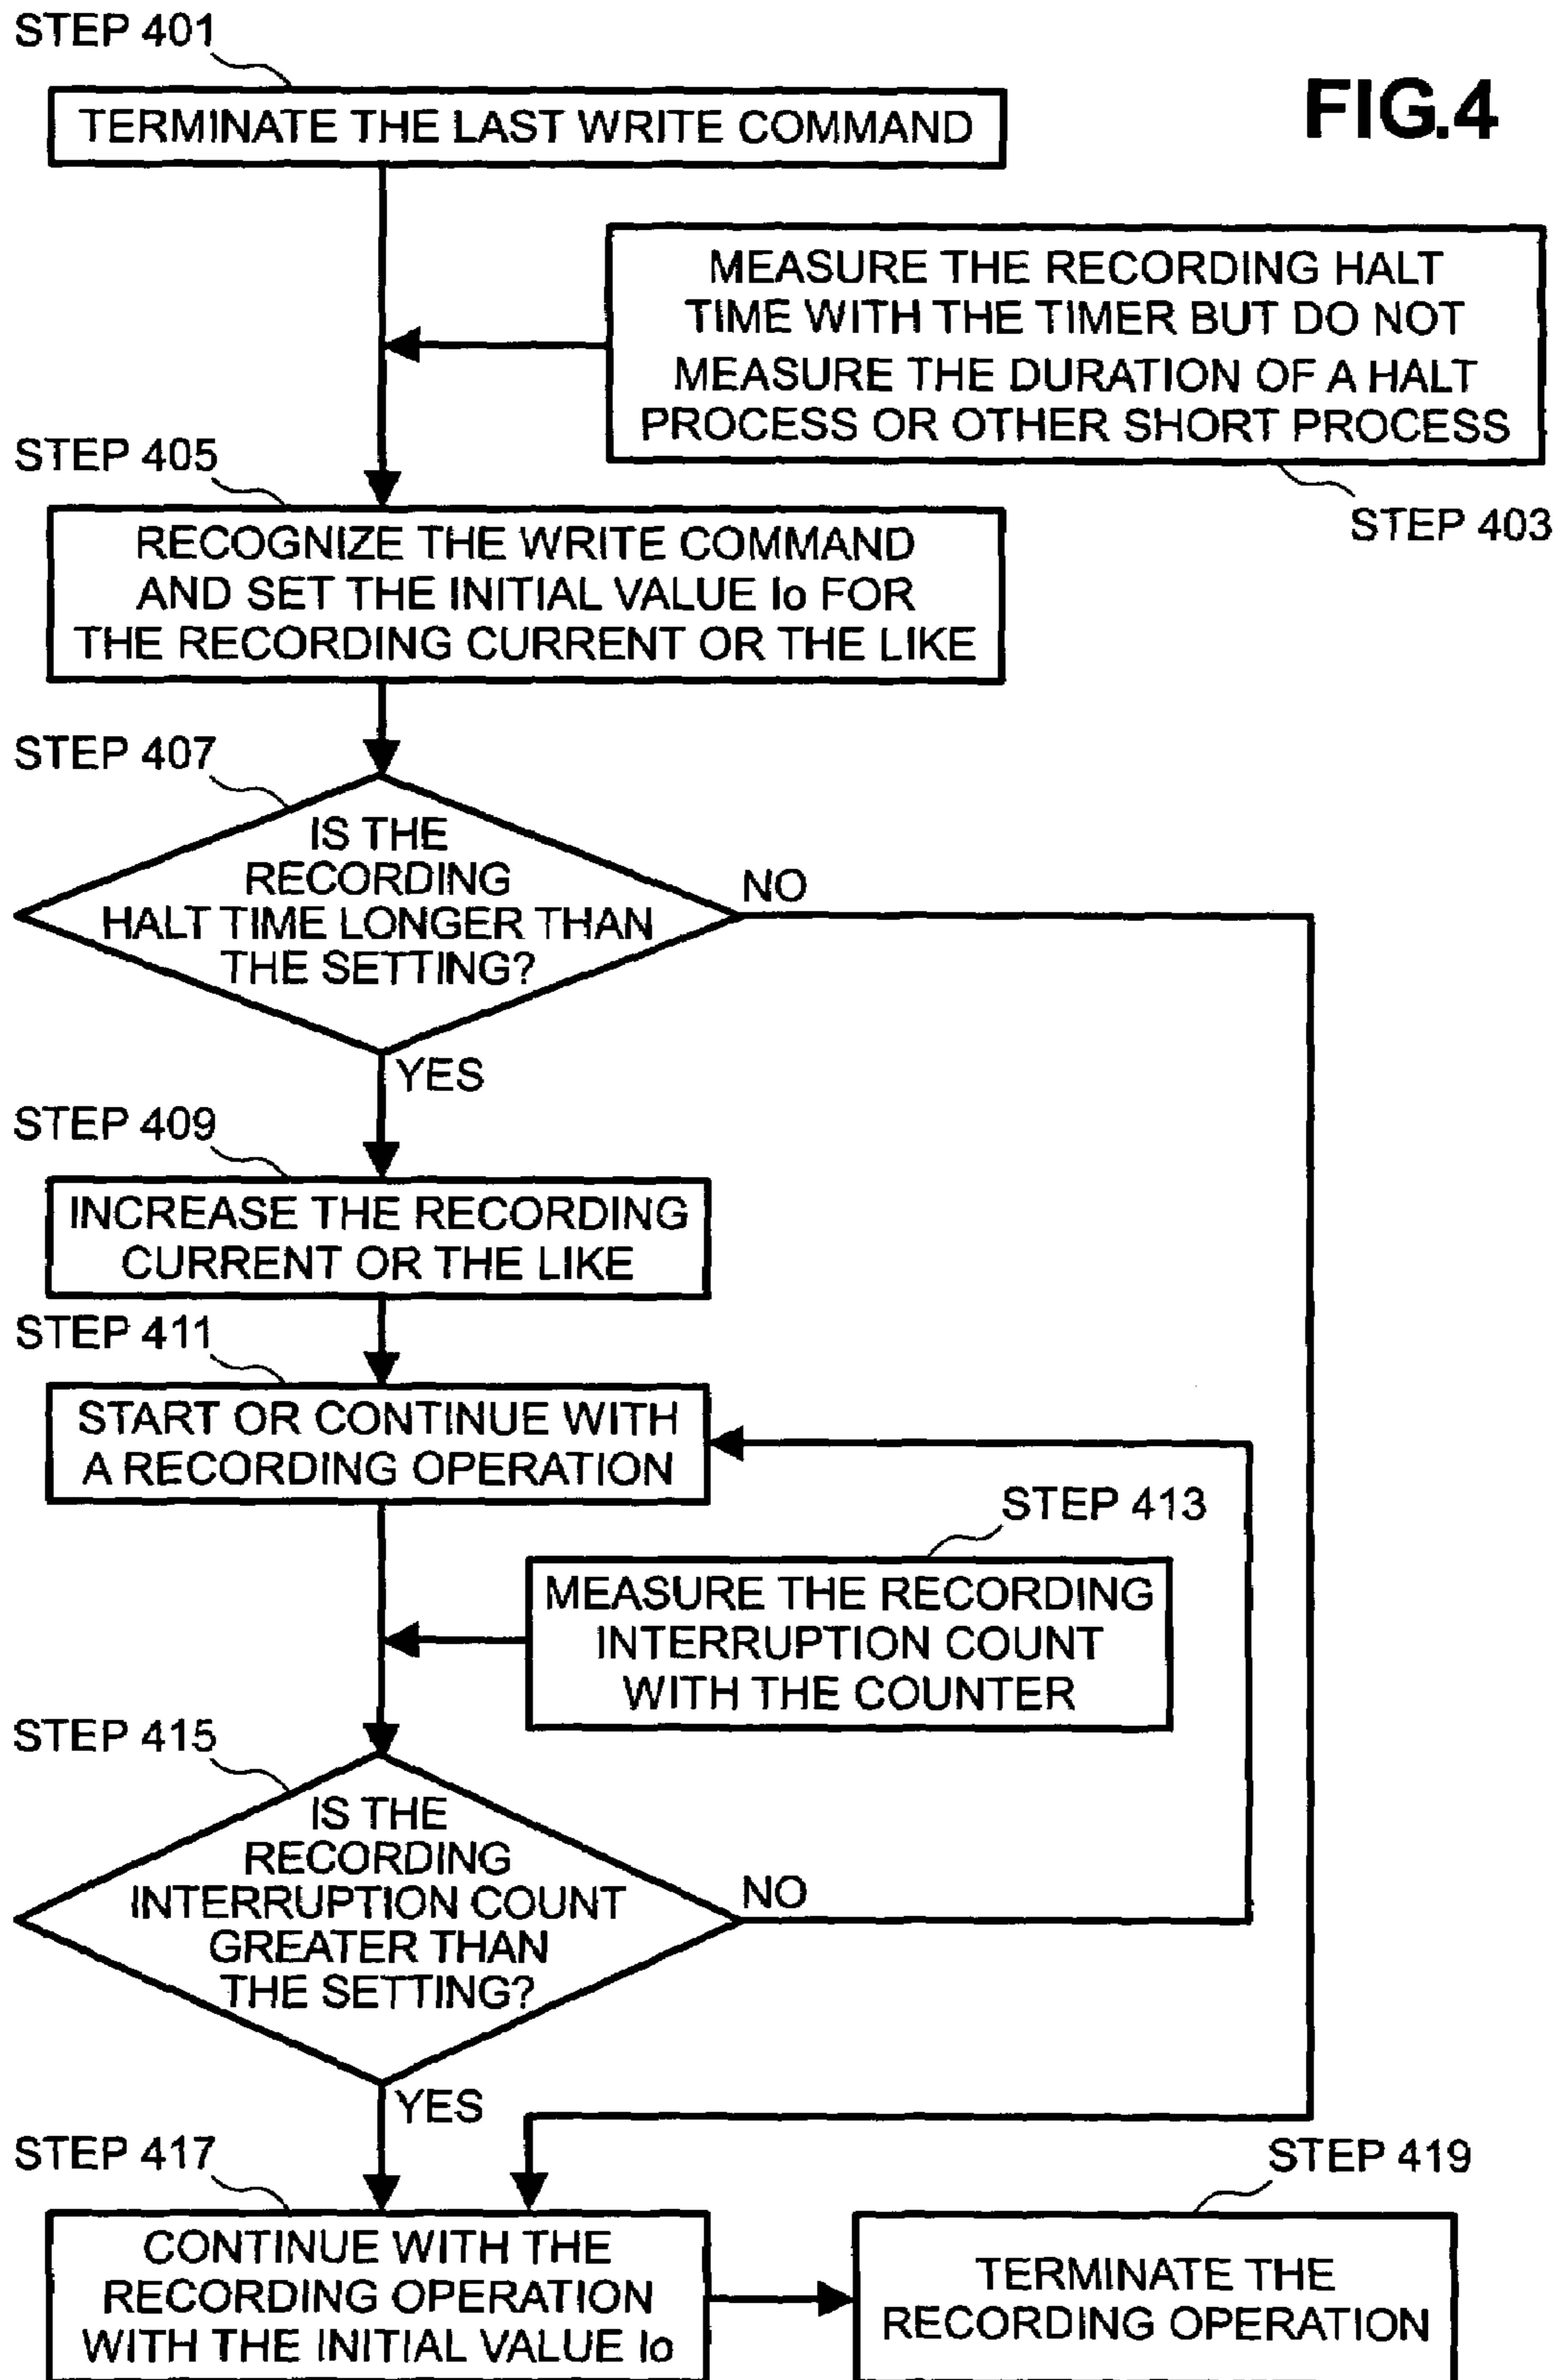 STEP 401
FIG.4
TERMINATE THE LAST WRITE COMMAND
MEASURE THE RECORDING HALT
TIME WITH THE TIMER BUT DO NOT
MEASURE THE DURATION OF A HALT
PROCESS OR OTHER SHORT PROCESS
STEP 403
STEP 405
RECOGNIZE THE WRITE COMMAND
AND SET THE INITIAL VALUE Io FOR
THE RECORDING CURRENT OR THE LIKE
STEP 407
IS THE
RECORDING
HALT TIME LONGER THAN
THE SETTING?
NO
YES
STEP 409
INCREASE THE RECORDING
CURRENT OR THE LIKE
STEP 411
START OR CONTINUE WITH
A RECORDING OPERATION
STEP 413
MEASURE THE RECORDING
INTERRUPTION COUNT
WITH THE COUNTER
STEP 415
IS THE
RECORDING
INTERRUPTION COUNT
GREATER THAN
THE SETTING?
NO
YES
STEP 417
CONTINUE WITH THE
RECORDING OPERATION
WITH THE INITIAL VALUE Io
STEP 419
TERMINATE THE
RECORDING OPERATION